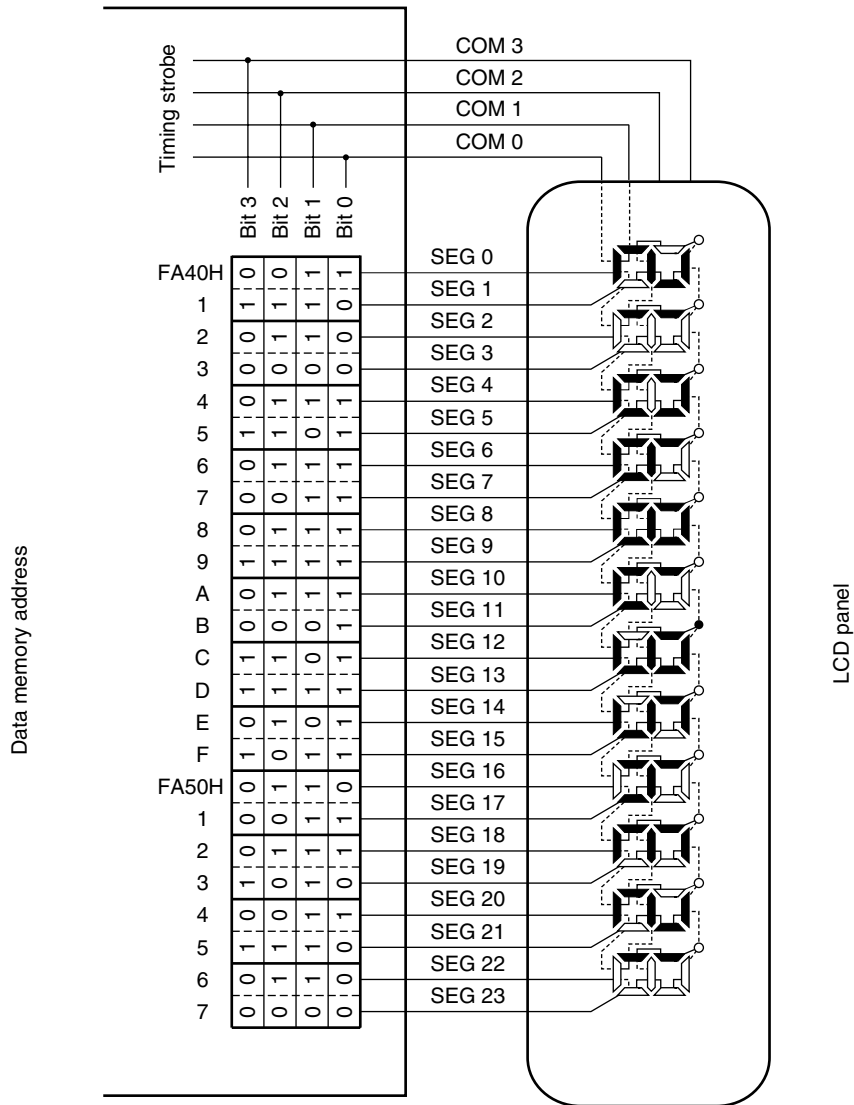 COM 3
COM 2
COM 1
COM 0
Timing strobe
Bit 3 Bit 2 Bit 1 Bit 0
FA40H 0 0 1 1 SEG 0
1 1 1 1 0 SEG 1
2 0 1 1 0 SEG 2
3 0 0 0 0 SEG 3
4 0 1 1 1 SEG 4
5 1 1 0 1 SEG 5
6 0 1 1 1 SEG 6
7 0 0 1 1 SEG 7
8 0 1 1 1 SEG 8
9 1 1 1 1 SEG 9
A 0 1 1 1 SEG 10
B 0 0 0 1 SEG 11
C 1 1 0 1 SEG 12
D 1 1 1 1 SEG 13
E 0 1 0 1 SEG 14
F 1 0 1 1 SEG 15
FA50H 0 1 1 0 SEG 16
1 0 0 1 1 SEG 17
2 0 1 1 1 SEG 18
3 1 0 1 0 SEG 19
4 0 0 1 1 SEG 20
5 1 1 1 0 SEG 21
6 0 1 1 0 SEG 22
7 0 0 0 0 SEG 23
Data memory address
LCD panel